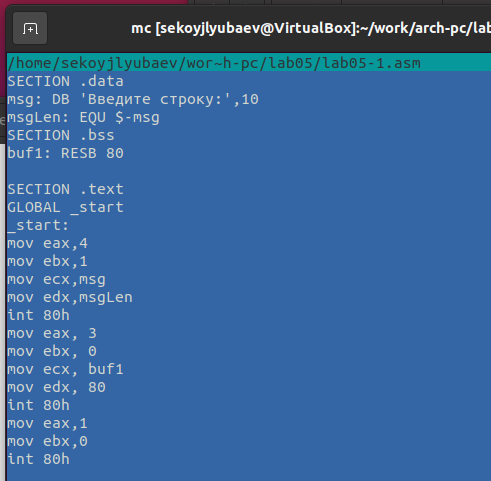 mc [sekoyjlyubaev@VirtualBox]:~/work/arch-pc/lab
/home/sekoyjlyubaev/wor~h-pc/lab05/lab05-1.asm
SECTION .data
msg: DB 'Введите строку:',10
msgLen: EQU $-msg
SECTION .bss
buf1: RESB 80
SECTION .text
GLOBAL _start
_start:
mov eax,4
mov ebx,1
mov ecx,msg
mov edx,msgLen
int 80h
mov eax, 3
mov ebx, 0
mov ecx, buf1
mov edx, 80
int 80h
mov eax,1
mov ebx,0
int 80h